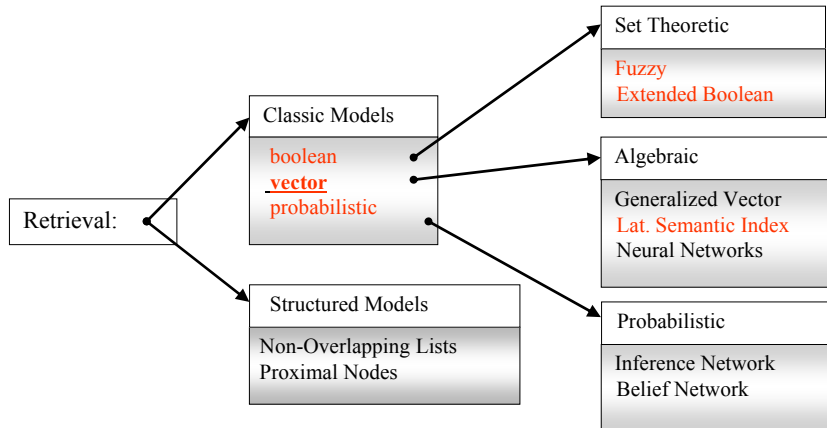 Retrieval:
Classic Models
boolean
vector
probabilistic
Structured Models
Non-Overlapping Lists
Proximal Nodes
Set Theoretic
Fuzzy
Extended Boolean
Algebraic
Generalized Vector
Lat. Semantic Index
Neural Networks
Probabilistic
Inference Network
Belief Network